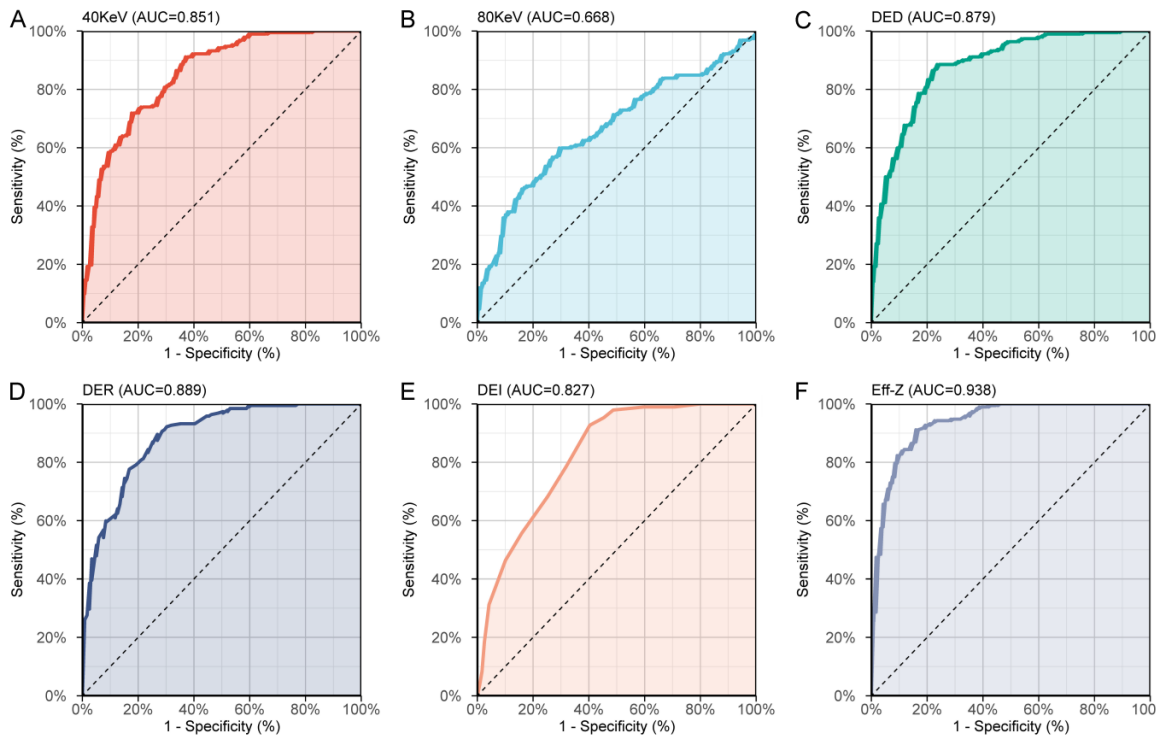 A
40KeV (AUC=0.851)
100%
80%
60%
40%
20%
0%
Sensitivity (%)
0% 20% 40% 60% 80% 100%
1 - Specificity (%)
B
80KeV (AUC=0.668)
100%
80%
60%
40%
20%
0%
Sensitivity (%)
0% 20% 40% 60% 80% 100%
1 - Specificity (%)
C
DED (AUC=0.879)
100%
80%
60%
40%
20%
0%
Sensitivity (%)
0% 20% 40% 60% 80% 100
1 - Specificity (%)
D
DER (AUC=0.889)
100%
80%
60%
40%
20%
0%
Sensitivity (%)
0% 20% 40% 60% 80% 100%
1 - Specificity (%)
E
DEI (AUC=0.827)
100%
80%
60%
40%
20%
0%
Sensitivity (%)
0% 20% 40% 60% 80% 100%
1 - Specificity (%)
F
Eff-Z (AUC=0.938)
100%
80%
60%
40%
20%
0%
Sensitivity (%)
0% 20% 40% 60% 80% 100
1 - Specificity (%)